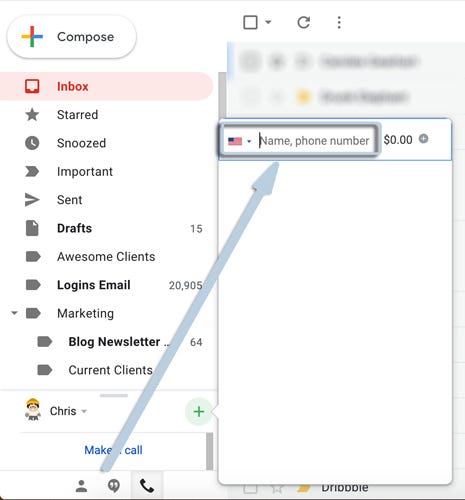 Compose
Inbox
Starred
Snoozed
Important
Sent
Drafts 15
Awesome Clients
Logins Email 20,905
Marketing
Blog Newsletter .. 64
Current Clients
Chris
Make a call
Name, phone number $0.00
Dribbble